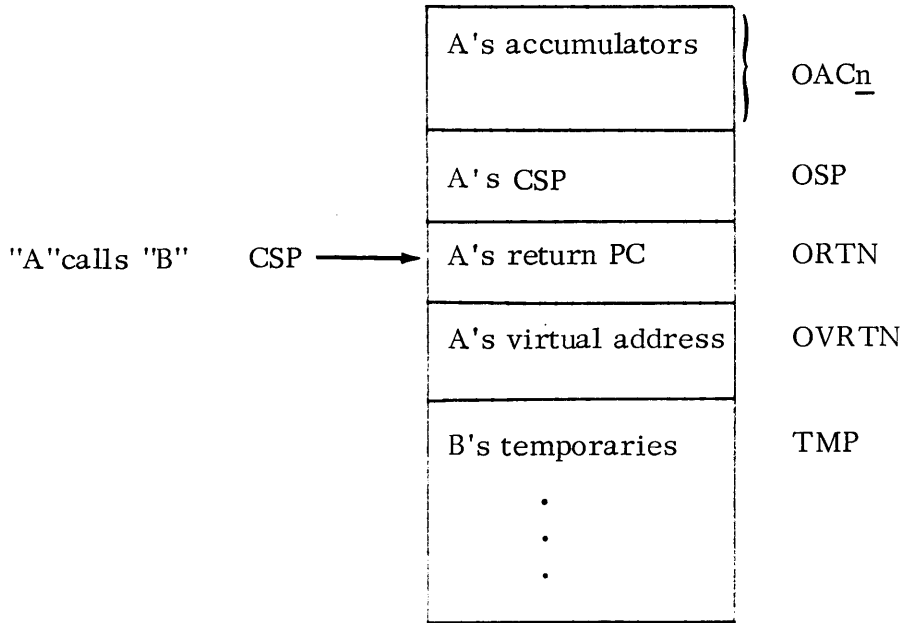 A's accumulators
OACn
A's CSP OSP
"A"calls "B" CSP A's return PC ORTN
A's virtual address OVRTN
B's temporaries TMP